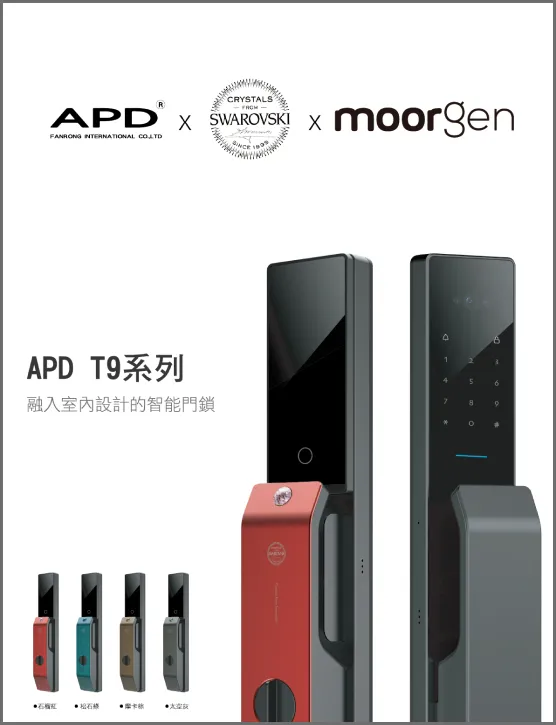 APD ®
FANRONG INTERNATIONAL CO.,LTD
X
CRYSTALS
FROM
SWAROVSKI
SINCE 1895
X
moorgen
APD T9系列
融入室內設計的智能門鎖
1 2 3
4 5 6
7 8 9
* 0 #
●石榴紅 ●松石綠 ●摩卡棕 ●太空灰